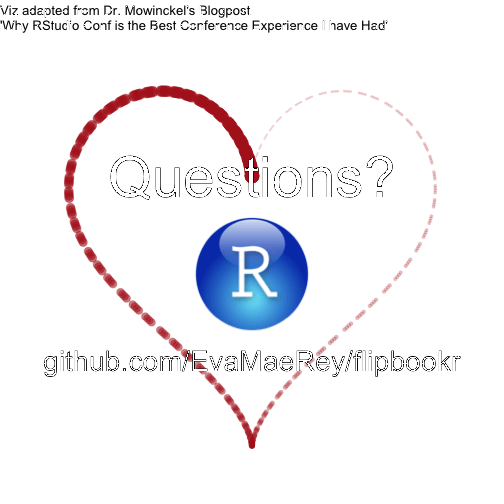 Viz adapted from Dr. Mowinckel's Blogpost
'Why RStudio Conf is the Best Conference Experience I have Had'
Questions?
R
github.com/EvaMaeRey/flipbookr